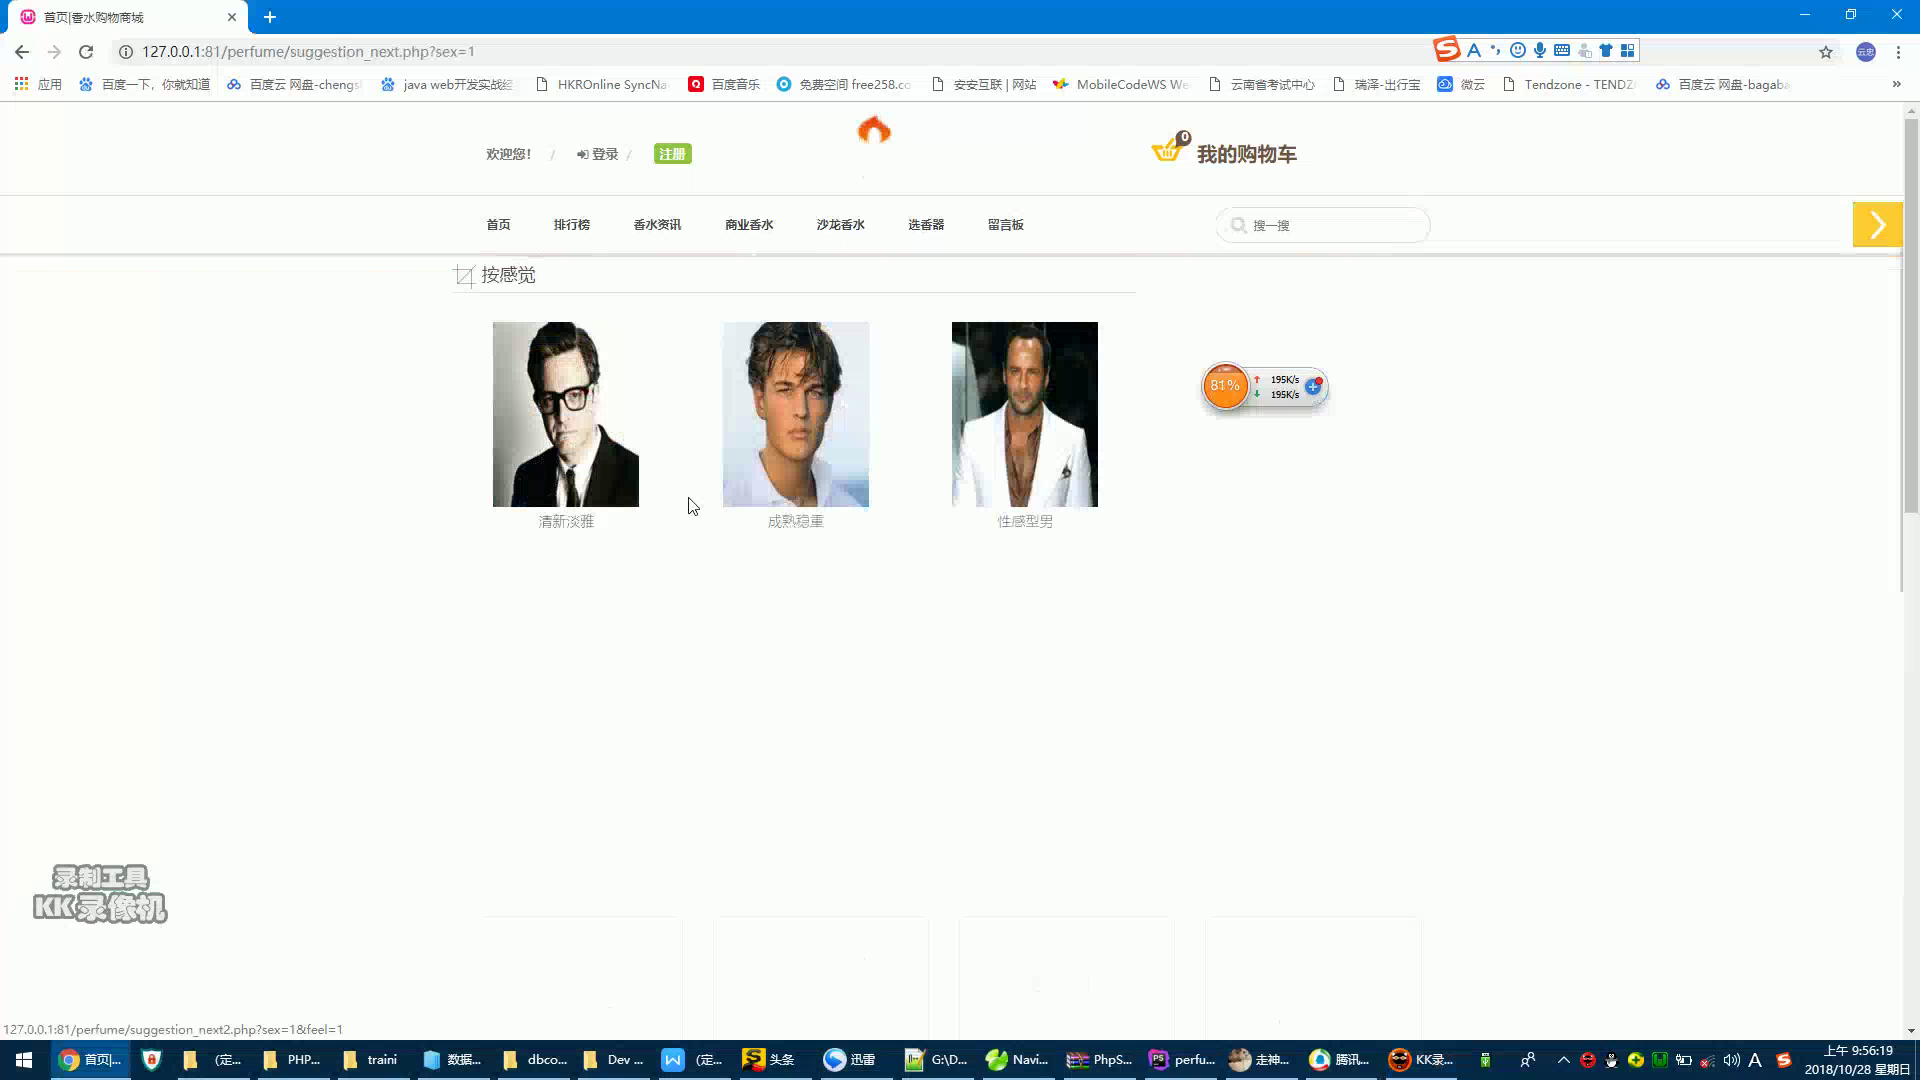 首页|香水购物商城
127.0.0.1:81/perfume/suggestion_next.php?sex=1
云忠
应用
百度一下，你就知道
百度云 网盘-chengs
java web开发实战经
HKROnline SyncNa
百度音乐
免费空间 free258.co
安安互联 | 网站
MobileCodeWS We
云南省考试中心
瑞泽-出行宝
微云
Tendzone - TENDZ
百度云 网盘-bagaba
»
欢迎您!
/
登录
/
注册
0
我的购物车
首页
排行榜
香水资讯
商业香水
沙龙香水
选香器
留言板
搜一搜
按感觉
清新淡雅
成熟稳重
性感型男
81%
195K/s
195K/s
录制工具
KK 录像机
127.0.0.1:81/perfume/suggestion_next2.php?sex=1&feel=1
首页|...
(定...
PHP...
traini
数据...
dbco...
Dev ...
(定...
头条
迅雷
G:\D...
Navi...
PhpS...
perfu...
走神...
腾讯...
KK录...
A
上午 9:56:19
2018/10/28 星期日